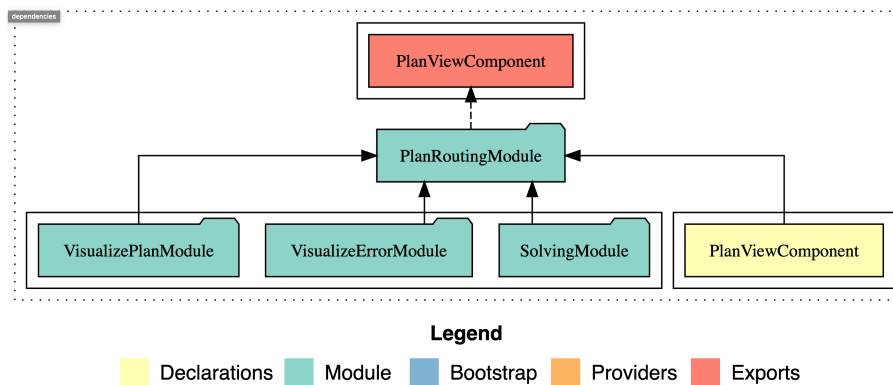 dependencies
PlanViewComponent
PlanRoutingModule
VisualizePlanModule VisualizeErrorModule SolvingModule PlanViewComponent
Legend
Declarations Module Bootstrap Providers Exports